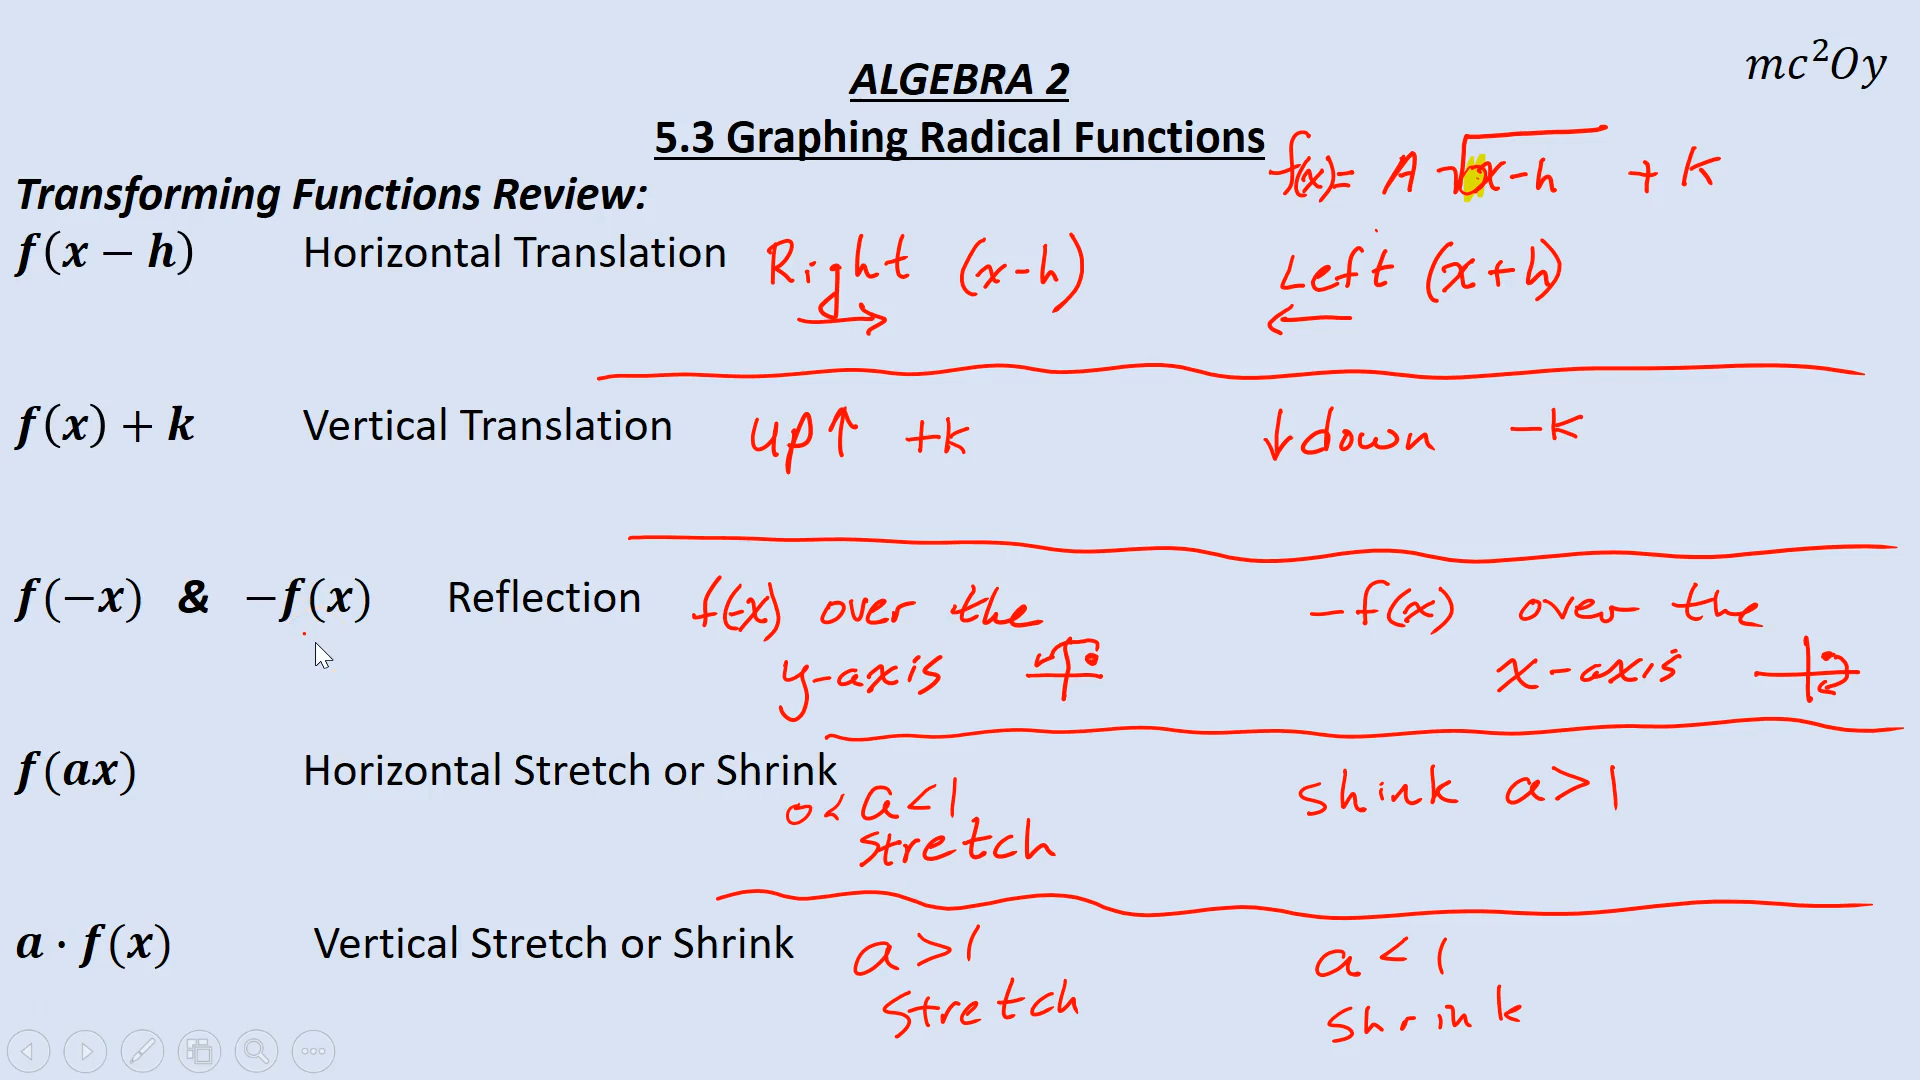 mc²Oy
ALGEBRA 2
5.3 Graphing Radical Functions
f(x) = A √ x-h + k
Transforming Functions Review:
f(x − h) Horizontal Translation Right (x-h) Left (x+h)
f(x) + k Vertical Translation up↑ +k ↓down -k
f(−x) & −f(x) Reflection f(-x) over the y-axis -f(x) over the x-axis
f(ax) Horizontal Stretch or Shrink 0< a<1 stretch shink a>1
a · f(x) Vertical Stretch or Shrink a>1 stretch a<1 shrink